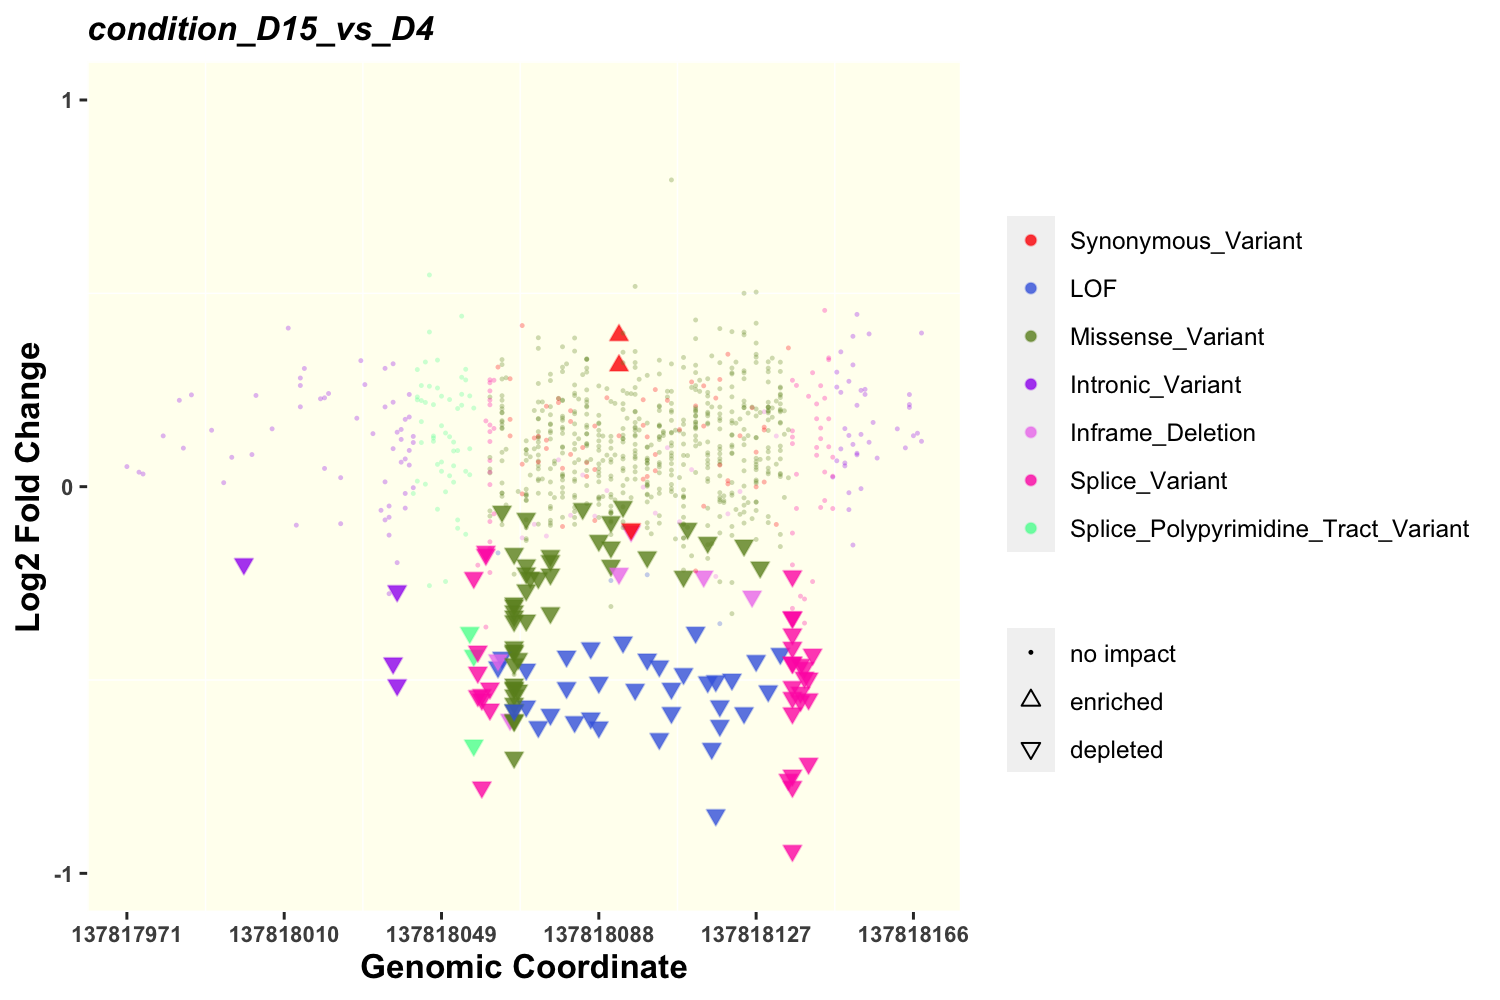 condition_D15_vs_D4
1
0
-1
Log2 Fold Change
137817971
137818010
137818049
137818088
137818127
137818166
Genomic Coordinate
Synonymous_Variant
LOF
Missense_Variant
Intronic_Variant
Inframe_Deletion
Splice_Variant
Splice_Polypyrimidine_Tract_Variant
no impact
enriched
depleted